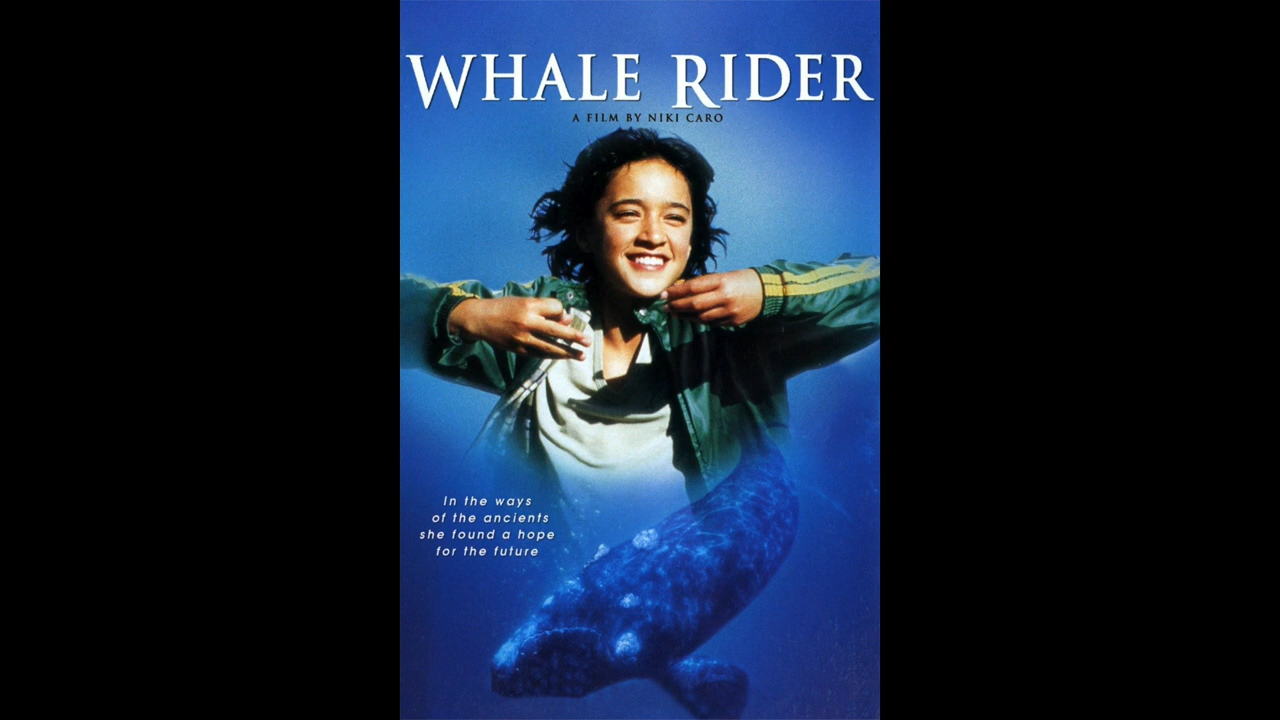 WHALE RIDER
A FILM BY NIKI CARO
In the ways
of the ancients
she found a hope
for the future